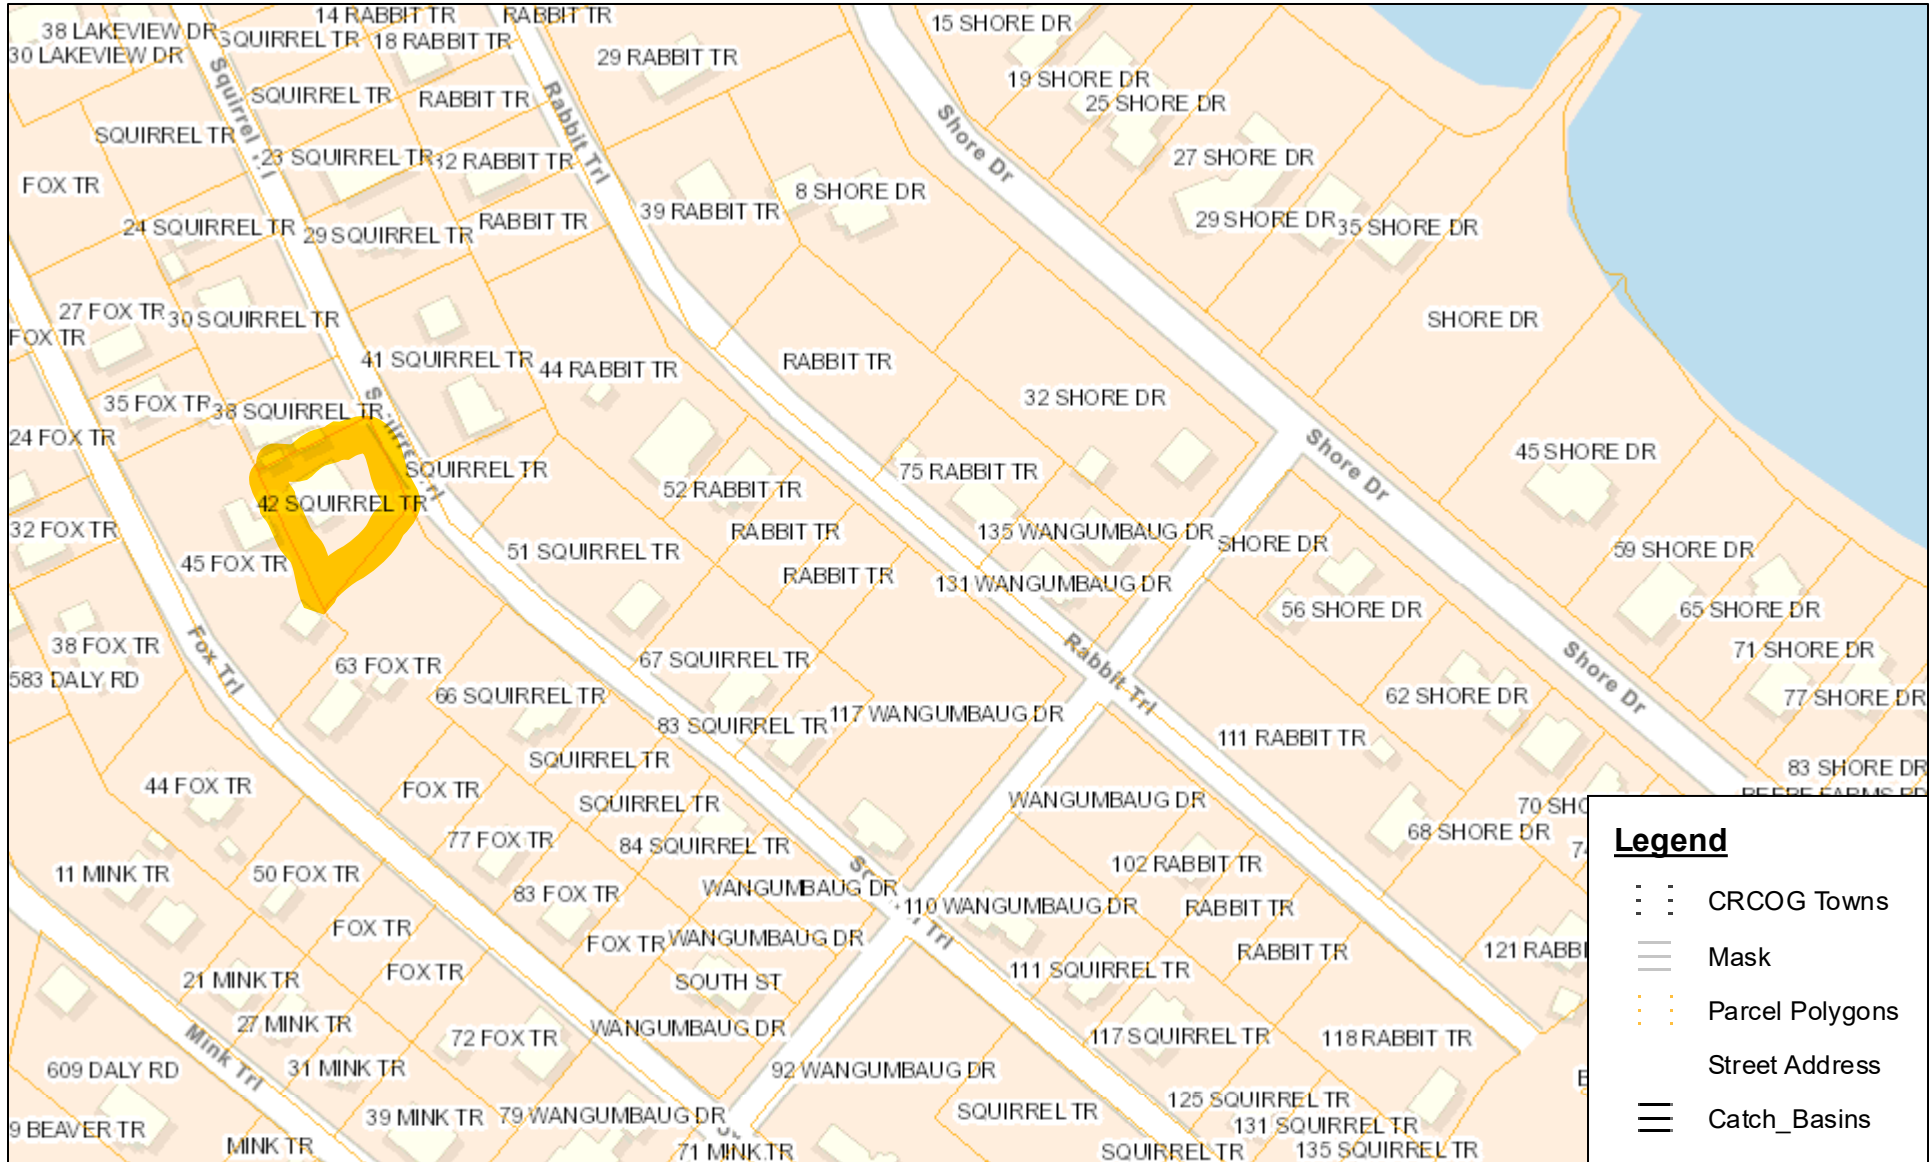 14 RABBIT TR
RABBIT TR
15 SHORE DR
38 LAKEVIEW DR
SQUIRREL TR
18 RABBIT TR
30 LAKEVIEW DR
29 RABBIT TR
19 SHORE DR
SQUIRREL TR
RABBIT TR
25 SHORE DR
Squirrel Trl
Rabbit Trl
Shore Dr
SQUIRREL TR
23 SQUIRREL TR
32 RABBIT TR
27 SHORE DR
FOX TR
8 SHORE DR
39 RABBIT TR
24 SQUIRREL TR
29 SQUIRREL TR
RABBIT TR
29 SHORE DR
35 SHORE DR
27 FOX TR
30 SQUIRREL TR
SHORE DR
FOX TR
41 SQUIRREL TR
44 RABBIT TR
RABBIT TR
35 FOX TR
38 SQUIRREL TR
32 SHORE DR
24 FOX TR
SQUIRREL TR
75 RABBIT TR
Shore Dr
45 SHORE DR
42 SQUIRREL TR
52 RABBIT TR
32 FOX TR
RABBIT TR
135 WANGUMBAUG DR
SHORE DR
51 SQUIRREL TR
59 SHORE DR
45 FOX TR
RABBIT TR
131 WANGUMBAUG DR
56 SHORE DR
65 SHORE DR
38 FOX TR
Fox Trl
63 FOX TR
67 SQUIRREL TR
Rabbit Trl
Shore Dr
71 SHORE DR
583 DALY RD
66 SQUIRREL TR
62 SHORE DR
77 SHORE DR
83 SQUIRREL TR
117 WANGUMBAUG DR
111 RABBIT TR
SQUIRREL TR
83 SHORE DR
44 FOX TR
FOX TR
SQUIRREL TR
WANGUMBAUG DR
70 SHO
77 FOX TR
84 SQUIRREL TR
68 SHORE DR
11 MINK TR
50 FOX TR
102 RABBIT TR
83 FOX TR
WANGUMBAUG DR
110 WANGUMBAUG DR
RABBIT TR
FOX TR
FOX TR
WANGUMBAUG DR
RABBIT TR
121 RABBI
21 MINK TR
FOX TR
SOUTH ST
111 SQUIRREL TR
27 MINK TR
72 FOX TR
WANGUMBAUG DR
117 SQUIRREL TR
118 RABBIT TR
Mink Trl
609 DALY RD
31 MINK TR
92 WANGUMBAUG DR
39 MINK TR
79 WANGUMBAUG DR
SQUIRREL TR
125 SQUIRREL TR
9 BEAVER TR
131 SQUIRREL TR
MINK TR
71 MINK TR
SQUIRREL TR
135 SQUIRREL TR
Legend
CRCOG Towns
Mask
Parcel Polygons
Street Address
Catch_Basins